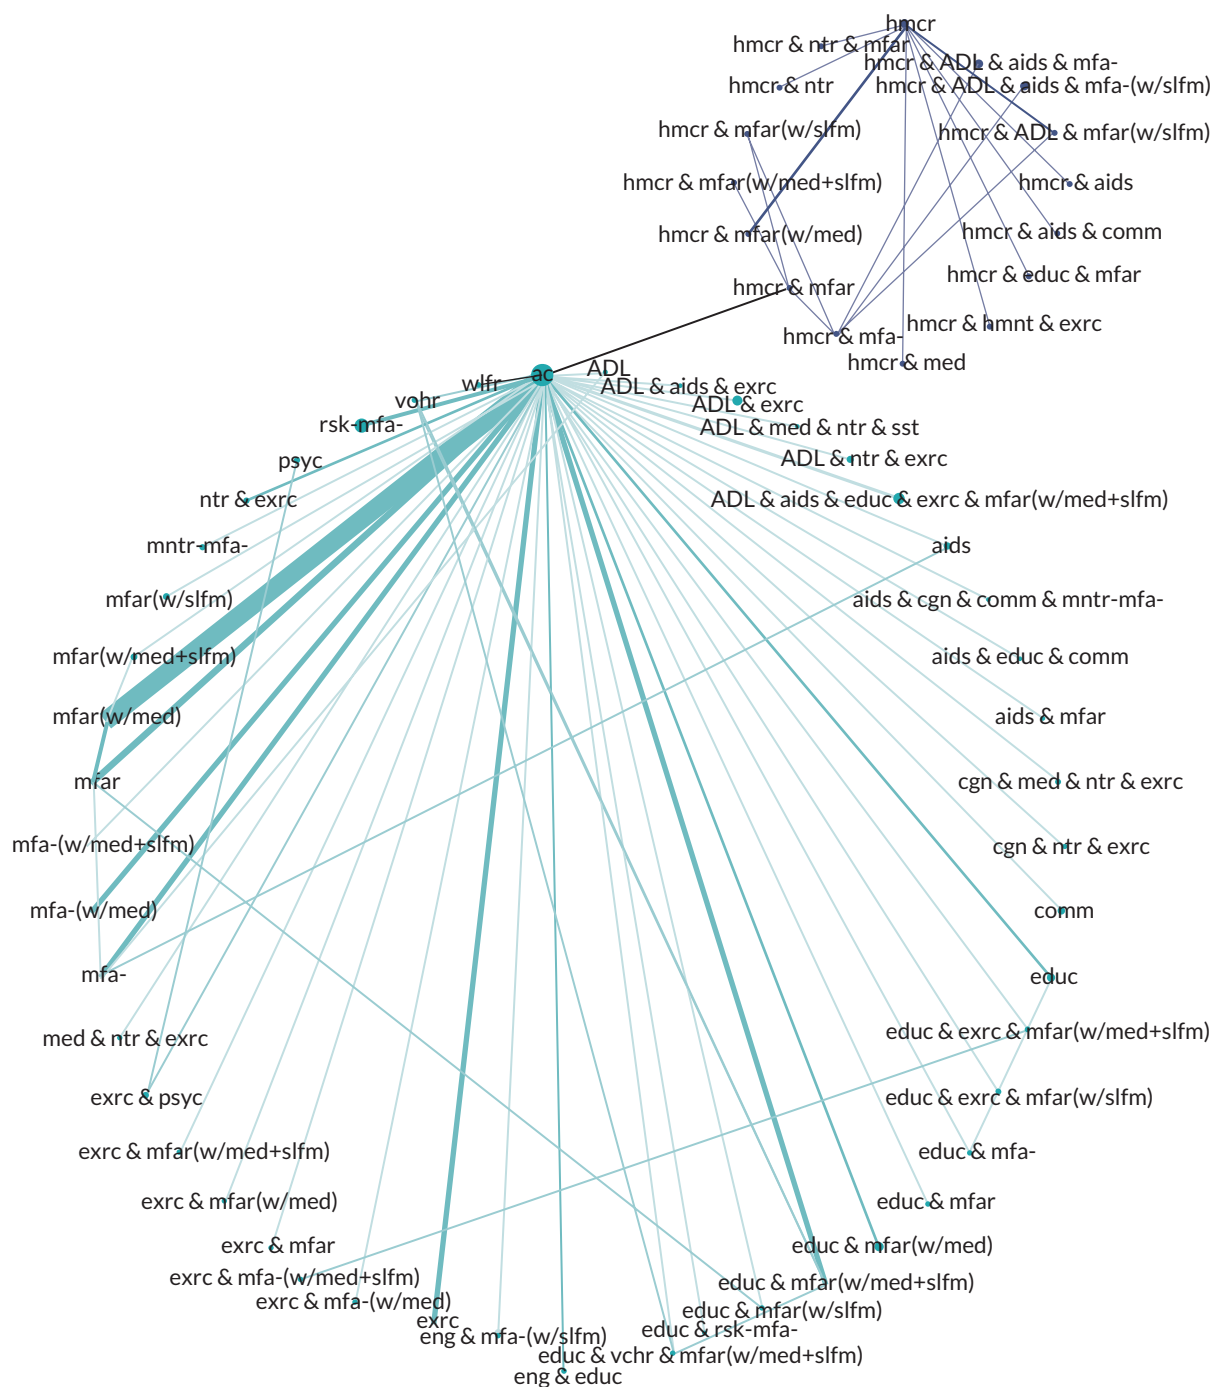 hmcr
hmcr & ntr & mfar
hmcr & ADL & aids & mfa-
hmcr & ntr
hmcr & ADL & aids & mfa-(w/slfm)
hmcr & mfar(w/slfm)
hmcr & ADL & mfar(w/slfm)
hmcr & mfar(w/med+slfm)
hmcr & aids
hmcr & mfar(w/med)
hmcr & aids & comm
hmcr & educ & mfar
hmcr & mfar
hmcr & hmnt & exrc
hmcr & mfa-
hmcr & med
ADL
ac
wlfr
ADL & aids & exrc
vohr
ADL & exrc
rsk-mfa-
ADL & med & ntr & sst
psyc
ADL & ntr & exrc
ntr & exrc
ADL & aids & educ & exrc & mfar(w/med+slfm)
mntr-mfa-
aids
mfar(w/slfm)
aids & cgn & comm & mntr-mfa-
mfar(w/med+slfm)
aids & educ & comm
mfar(w/med)
aids & mfar
mfar
cgn & med & ntr & exrc
mfa-(w/med+slfm)
cgn & ntr & exrc
mfa-(w/med)
comm
mfa-
educ
educ & exrc & mfar(w/med+slfm)
med & ntr & exrc
exrc & psyc
educ & exrc & mfar(w/slfm)
exrc & mfar(w/med+slfm)
educ & mfa-
exrc & mfar(w/med)
educ & mfar
exrc & mfar
educ & mfar(w/med)
exrc & mfa-(w/med+slfm)
educ & mfar(w/med+slfm)
exrc & mfa-(w/med)
educ & mfar(w/slfm)
exrc
educ & rsk-mfa-
eng & mfa-(w/slfm)
educ & vchr & mfar(w/med+slfm)
eng & educ